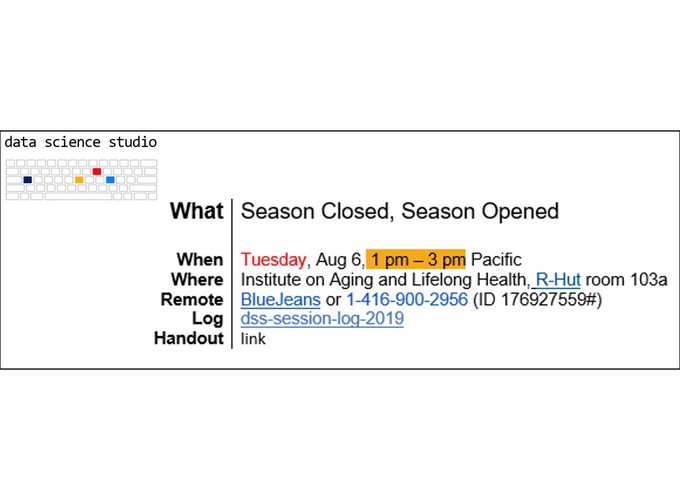 data science studio
What Season Closed, Season Opened
When Tuesday, Aug 6, 1 pm – 3 pm Pacific
Where Institute on Aging and Lifelong Health, R-Hut room 103a
Remote BlueJeans or 1-416-900-2956 (ID 176927559#)
Log dss-session-log-2019
Handout link